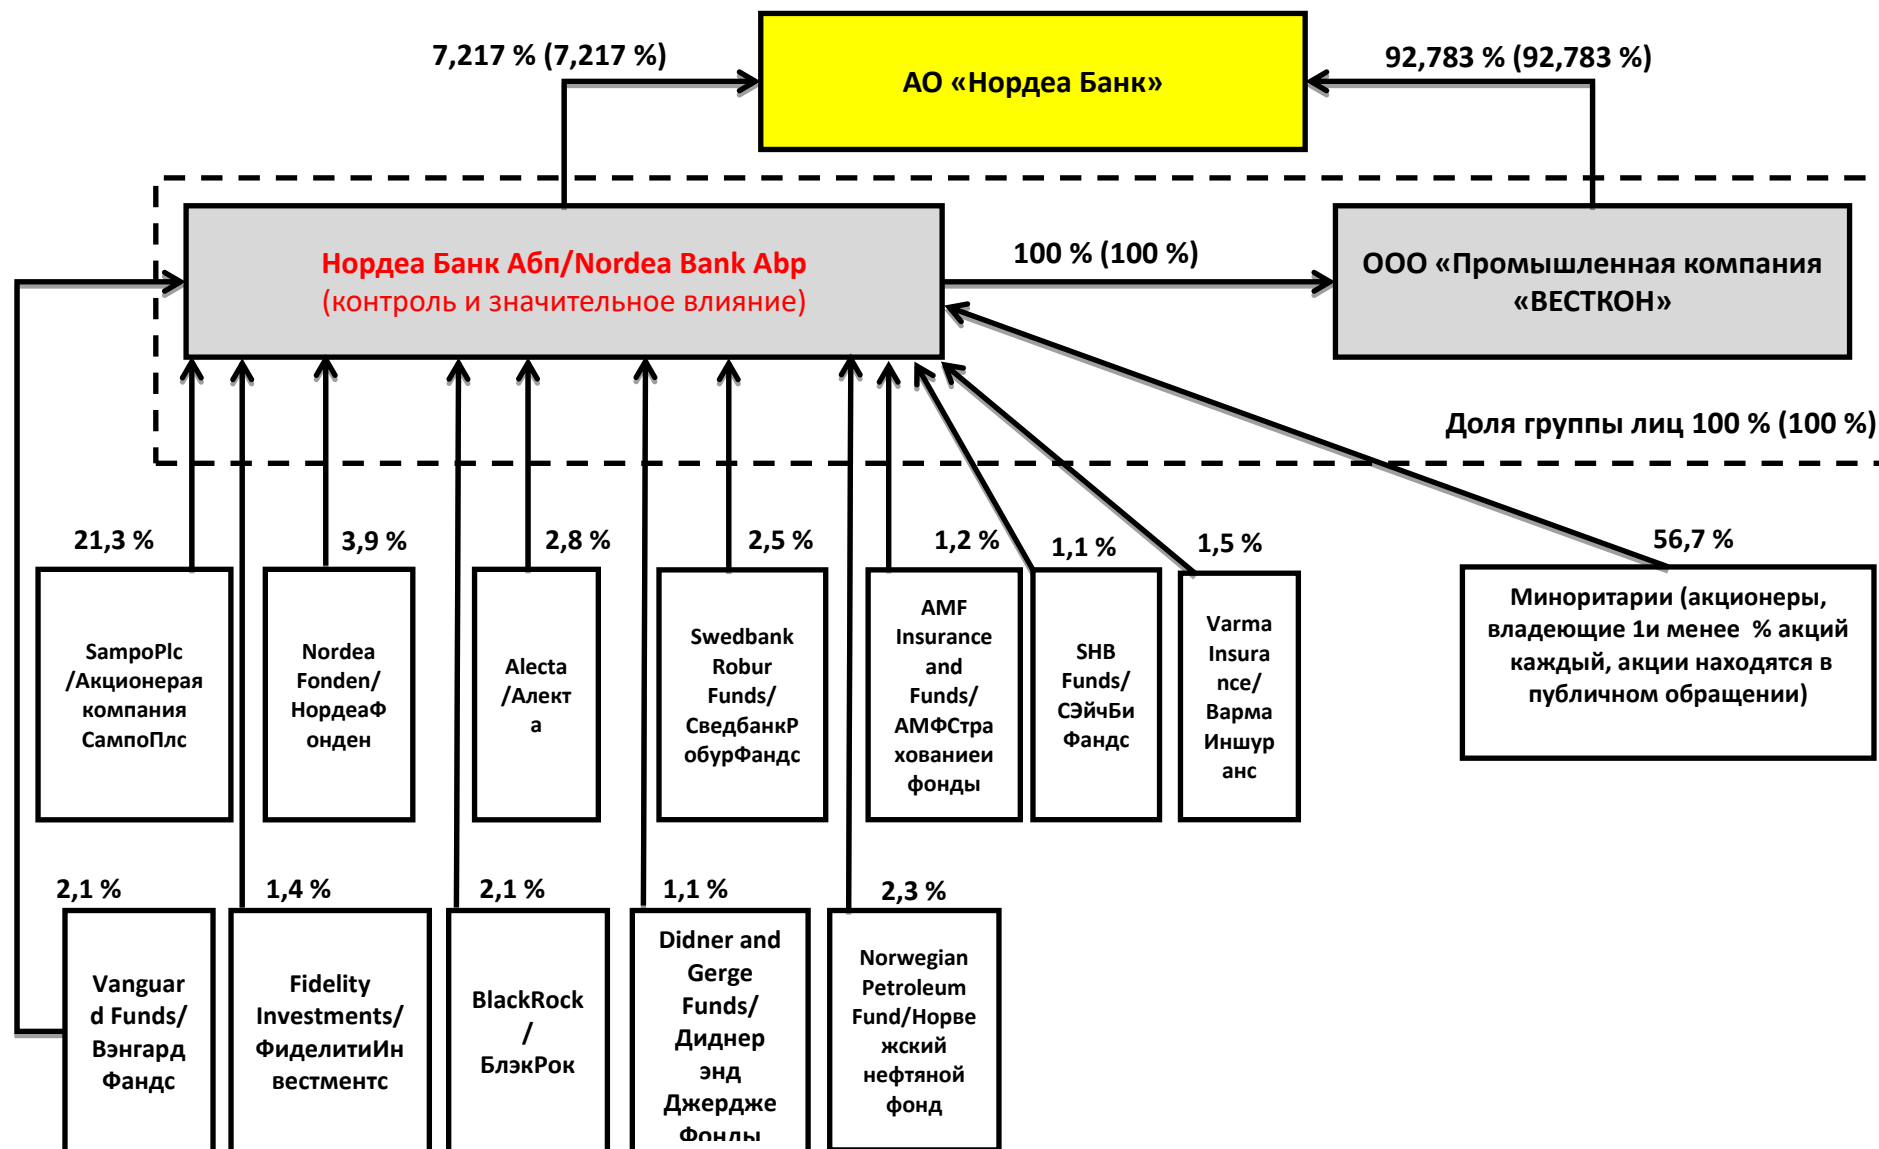 7,217 % (7,217 %)
92,783 % (92,783 %)
АО «Нордеа Банк»
Нордеа Банк Абп/Nordea Bank Abp
(контроль и значительное влияние)
100 % (100 %)
ООО «Промышленная компания
«ВЕСТКОН»
Доля группы лиц 100 % (100 %)
21,3 %
3,9 %
2,8 %
2,5 %
1,2 %
1,1 %
1,5 %
56,7 %
SampoPlc
/Акционерая
компания
СампоПлс
Nordea
Fonden/
НордеаФ
онден
Alecta
/Алект
а
Swedbank
Robur
Funds/
СведбанкР
обурФандс
AMF
Insurance
and
Funds/
АМФСтра
хованиеи
фонды
SHB
Funds/
СЭйчБи
Фандс
Varma
Insura
nce/
Варма
Иншур
анс
Миноритарии (акционеры,
владеющие 1и менее  % акций
каждый, акции находятся в
публичном обращении)
2,1 %
1,4 %
2,1 %
1,1 %
2,3 %
Vanguar
d Funds/
Вэнгард
Фандс
Fidelity
Investments/
ФиделитиИн
вестментс
BlackRock
/
БлэкРок
Didner and
Gerge
Funds/
Диднер
энд
Джердже
Фонды
Norwegian
Petroleum
Fund/Норве
жский
нефтяной
фонд